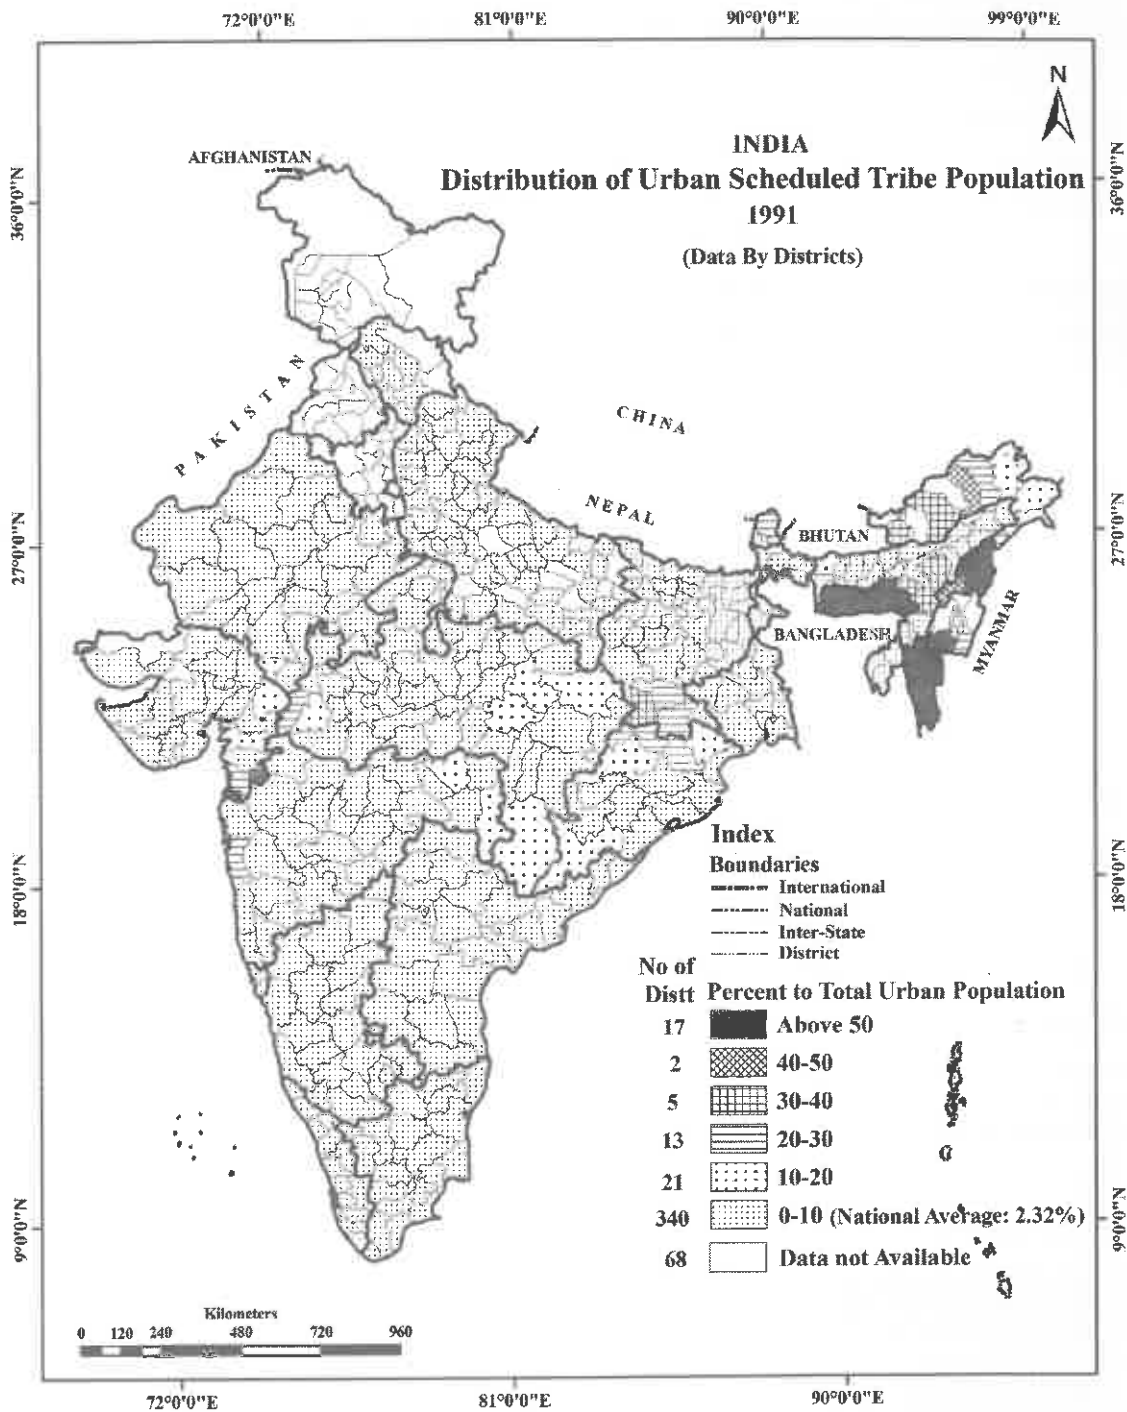 72°0'0"E 81°0'0"E 90°0'0"E 99°0'0"E
N
INDIA
AFGHANISTAN
Distribution of Urban Scheduled Tribe Population
1991
(Data By Districts)
36°0'0"N 36°0'0"N
PAKISTAN
CHINA
NEPAL
BHUTAN
27°0'0"N 27°0'0"N
BANGLADESH
MYANMAR
Index
Boundaries
International
National
Inter-State
District
18°0'0"N 18°0'0"N
No of
Distt Percent to Total Urban Population
17 Above 50
2 40-50
5 30-40
13 20-30
21 10-20
340 0-10 (National Average: 2.32%)
68 Data not Available
9°0'0"N 9°0'0"N
Kilometers
0 120 240 480 720 960
72°0'0"E 81°0'0"E 90°0'0"E